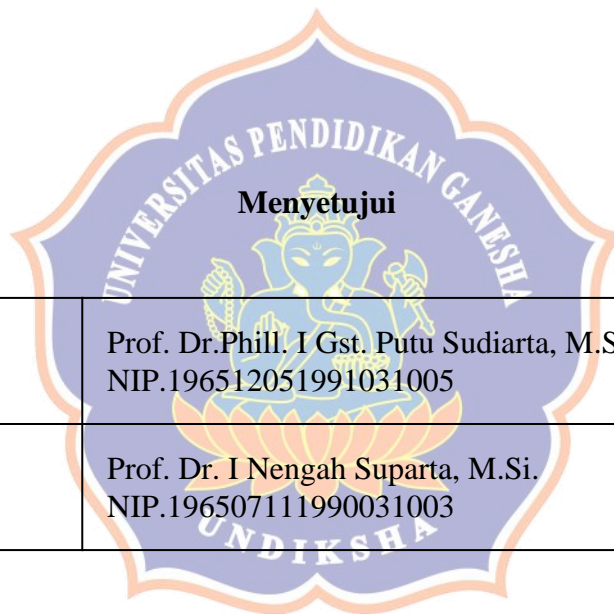 UNIVERSITAS PENDIDIKAN GANESHA
Menyetujui
Prof. Dr.Phill. I Gst. Putu Sudiarta, M.S
NIP.196512051991031005
Prof. Dr. I Nengah Suparta, M.Si.
NIP.196507111990031003
UNDIKSHA